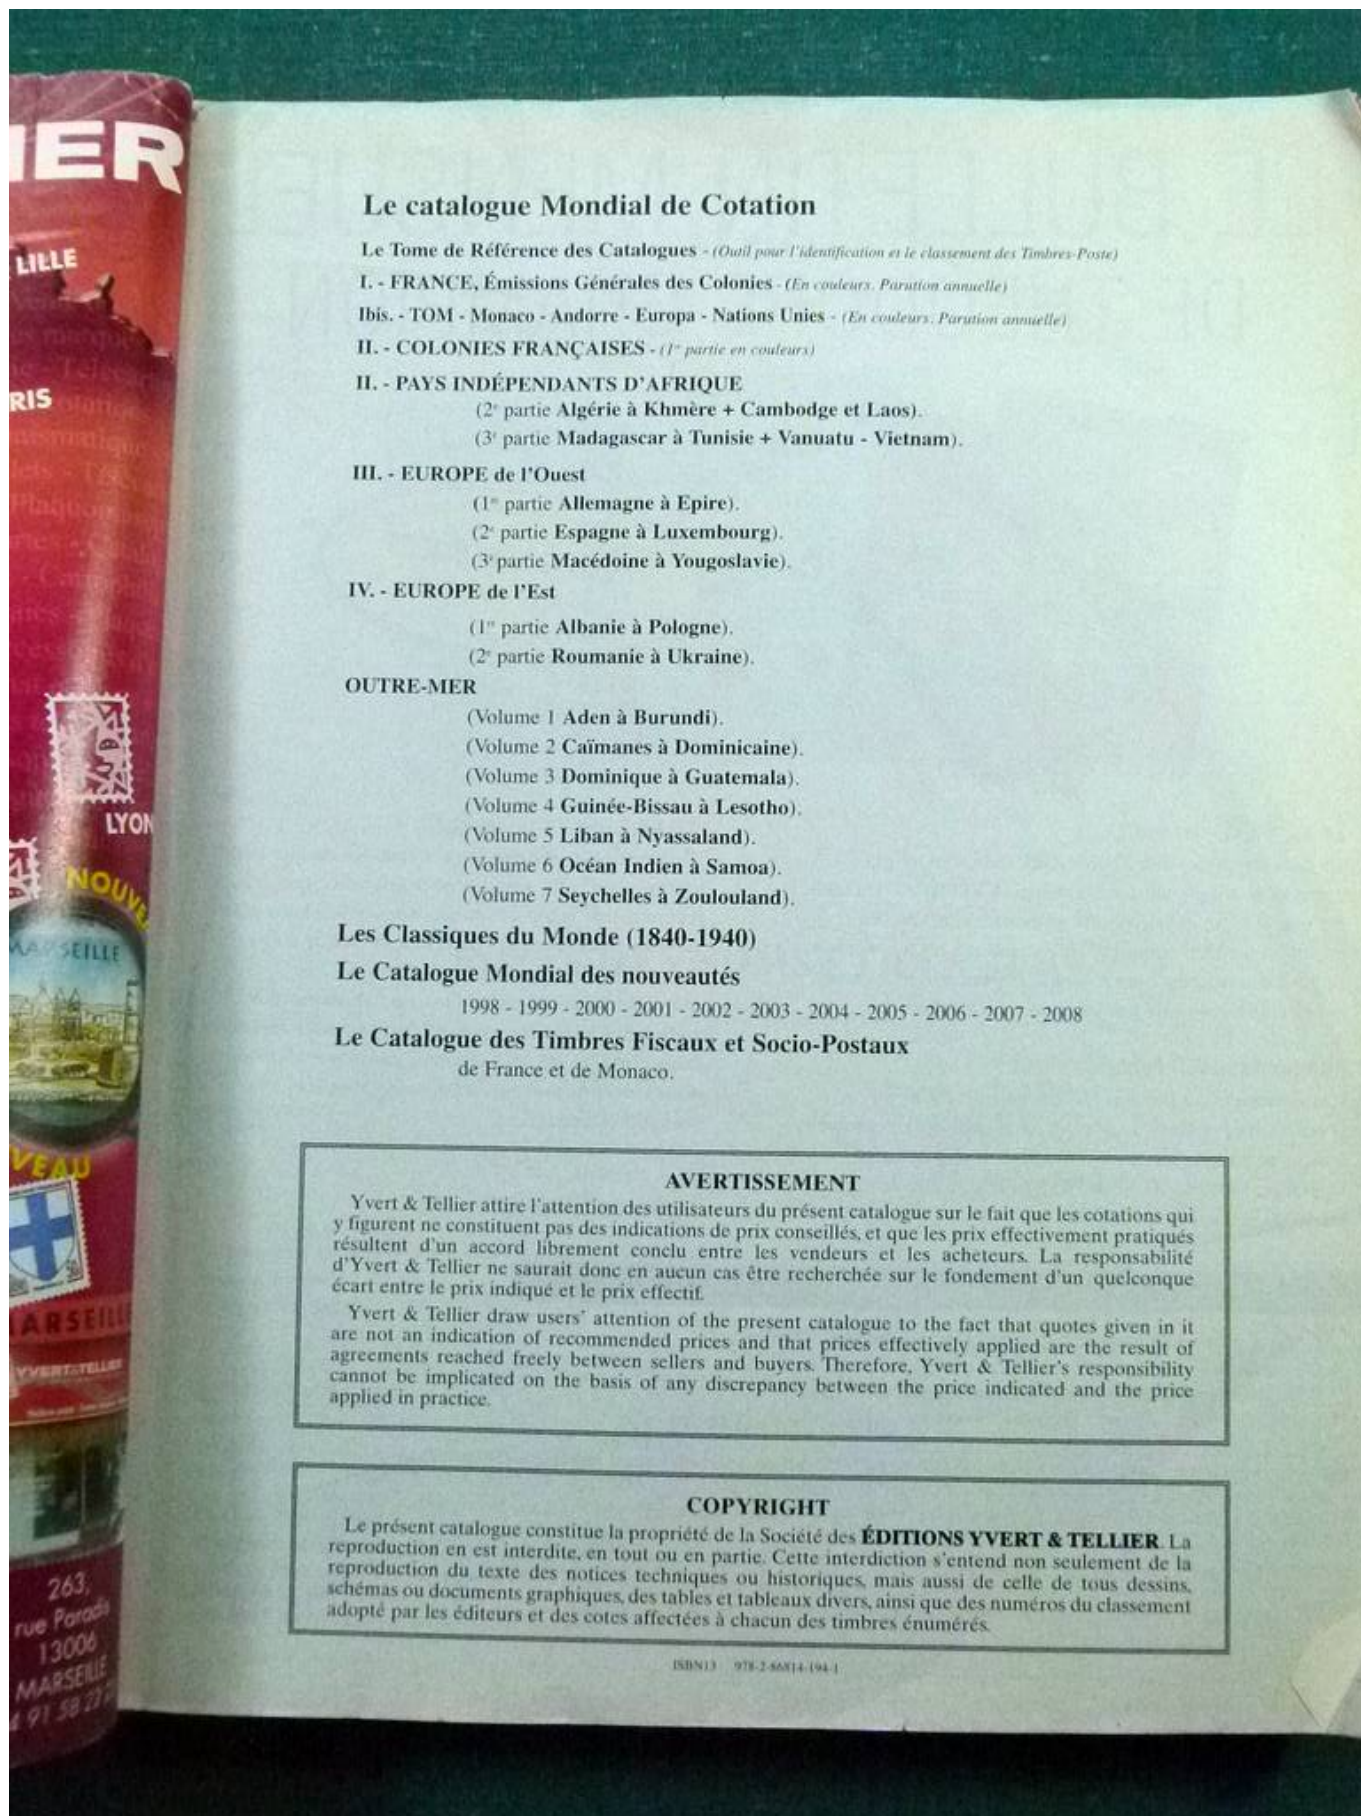 IER
LILLE
RIS
LYON
NOUVE
MARSEILLE
VEAU
MARSEILLE
YVERT & TELLIER
263,
rue Paradis
13006
MARSEILLE
Le catalogue Mondial de Cotation
Le Tome de Référence des Catalogues - (Outil pour l'identification et le classement des Timbres-Poste)
I. - FRANCE, Émissions Générales des Colonies - (En couleurs. Parution annuelle)
Ibis. - TOM - Monaco - Andorre - Europa - Nations Unies - (En couleurs. Parution annuelle)
II. - COLONIES FRANÇAISES - (1re partie en couleurs)
II. - PAYS INDÉPENDANTS D'AFRIQUE
(2e partie Algérie à Khmère + Cambodge et Laos).
(3e partie Madagascar à Tunisie + Vanuatu - Vietnam).
III. - EUROPE de l'Ouest
(1re partie Allemagne à Epire).
(2e partie Espagne à Luxembourg).
(3e partie Macédoine à Yougoslavie).
IV. - EUROPE de l'Est
(1re partie Albanie à Pologne).
(2e partie Roumanie à Ukraine).
OUTRE-MER
(Volume 1 Aden à Burundi).
(Volume 2 Caïmanes à Dominicaine).
(Volume 3 Dominique à Guatemala).
(Volume 4 Guinée-Bissau à Lesotho).
(Volume 5 Liban à Nyassaland).
(Volume 6 Océan Indien à Samoa).
(Volume 7 Seychelles à Zoulouland).
Les Classiques du Monde (1840-1940)
Le Catalogue Mondial des nouveautés
1998 - 1999 - 2000 - 2001 - 2002 - 2003 - 2004 - 2005 - 2006 - 2007 - 2008
Le Catalogue des Timbres Fiscaux et Socio-Postaux
de France et de Monaco.
AVERTISSEMENT
Yvert & Tellier attire l'attention des utilisateurs du présent catalogue sur le fait que les cotations qui
y figurent ne constituent pas des indications de prix conseillés, et que les prix effectivement pratiqués
résultent d'un accord librement conclu entre les vendeurs et les acheteurs. La responsabilité
d'Yvert & Tellier ne saurait donc en aucun cas être recherchée sur le fondement d'un quelconque
écart entre le prix indiqué et le prix effectif.
Yvert & Tellier draw users' attention of the present catalogue to the fact that quotes given in it
are not an indication of recommended prices and that prices effectively applied are the result of
agreements reached freely between sellers and buyers. Therefore, Yvert & Tellier's responsibility
cannot be implicated on the basis of any discrepancy between the price indicated and the price
applied in practice.
COPYRIGHT
Le présent catalogue constitue la propriété de la Société des ÉDITIONS YVERT & TELLIER. La
reproduction en est interdite, en tout ou en partie. Cette interdiction s'entend non seulement de la
reproduction du texte des notices techniques ou historiques, mais aussi de celle de tous dessins,
schémas ou documents graphiques, des tables et tableaux divers, ainsi que des numéros du classement
adopté par les éditeurs et des cotes affectées à chacun des timbres énumérés.
ISBN13 978-2-86814-194-1